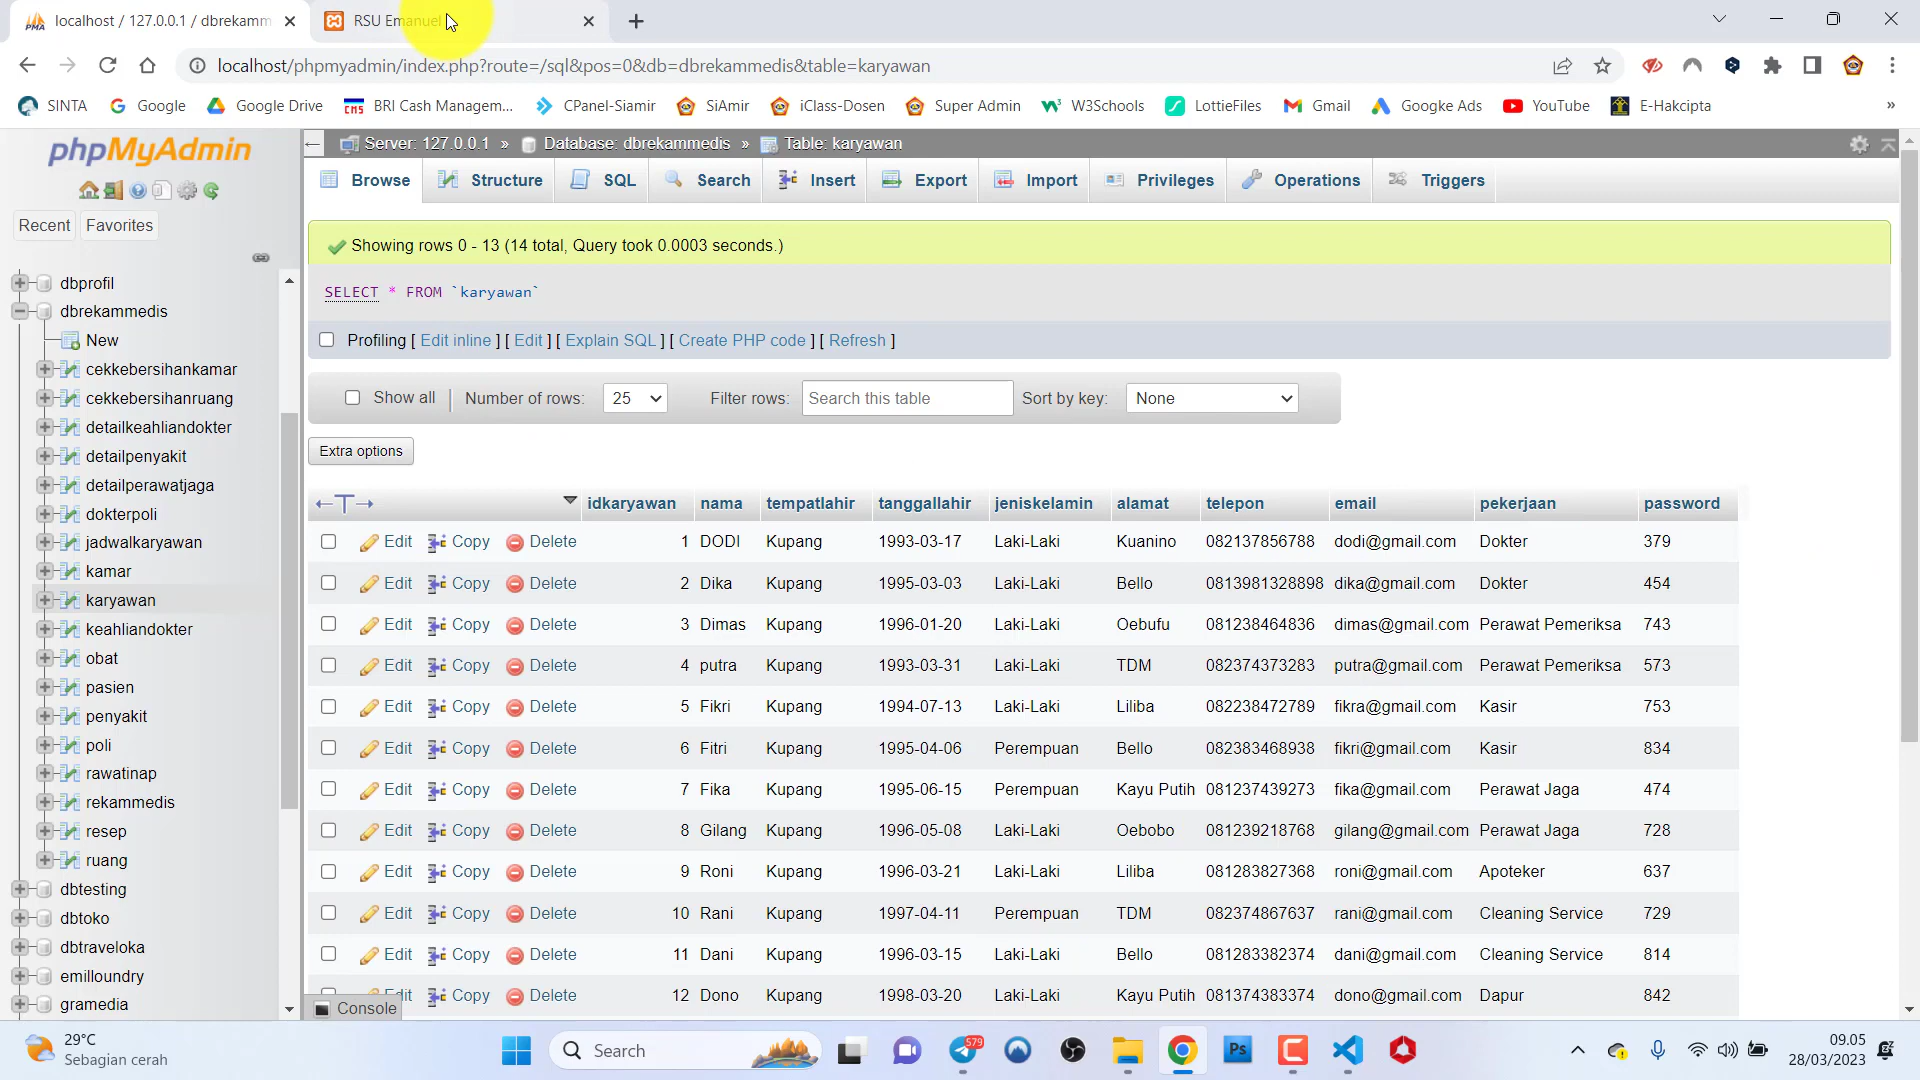 localhost / 127.0.0.1 / dbrekamm
RSU Emanuel
localhost/phpmyadmin/index.php?route=/sql&pos=0&db=dbrekammedis&table=karyawan
SINTA
Google
Google Drive
CMS
BRI Cash Managem...
CPanel-Siamir
SiAmir
iClass-Dosen
Super Admin
W3Schools
LottieFiles
Gmail
Googke Ads
YouTube
E-Hakcipta
»
phpMyAdmin
Recent
Favorites
dbprofil
dbrekammedis
New
cekkebersihankamar
cekkebersihanruang
detailkeahliandokter
detailpenyakit
detailperawatjaga
dokterpoli
jadwalkaryawan
kamar
karyawan
keahliandokter
obat
pasien
penyakit
poli
rawatinap
rekammedis
resep
ruang
dbtesting
dbtoko
dbtraveloka
emilloundry
gramedia
Server: 127.0.0.1 » Database: dbrekammedis » Table: karyawan
Browse
Structure
SQL
Search
Insert
Export
Import
Privileges
Operations
Triggers
Showing rows 0 - 13 (14 total, Query took 0.0003 seconds.)
SELECT * FROM `karyawan`
Profiling [ Edit inline ] [ Edit ] [ Explain SQL ] [ Create PHP code ] [ Refresh ]
Show all | Number of rows: 25 Filter rows: Search this table Sort by key: None
Extra options
idkaryawan nama tempatlahir tanggallahir jeniskelamin alamat telepon email pekerjaan password
Edit Copy Delete 1 DODI Kupang 1993-03-17 Laki-Laki Kuanino 082137856788 dodi@gmail.com Dokter 379
Edit Copy Delete 2 Dika Kupang 1995-03-03 Laki-Laki Bello 0813981328898 dika@gmail.com Dokter 454
Edit Copy Delete 3 Dimas Kupang 1996-01-20 Laki-Laki Oebufu 081238464836 dimas@gmail.com Perawat Pemeriksa 743
Edit Copy Delete 4 putra Kupang 1993-03-31 Laki-Laki TDM 082374373283 putra@gmail.com Perawat Pemeriksa 573
Edit Copy Delete 5 Fikri Kupang 1994-07-13 Laki-Laki Liliba 082238472789 fikra@gmail.com Kasir 753
Edit Copy Delete 6 Fitri Kupang 1995-04-06 Perempuan Bello 082383468938 fikri@gmail.com Kasir 834
Edit Copy Delete 7 Fika Kupang 1995-06-15 Perempuan Kayu Putih 081237439273 fika@gmail.com Perawat Jaga 474
Edit Copy Delete 8 Gilang Kupang 1996-05-08 Laki-Laki Oebobo 081239218768 gilang@gmail.com Perawat Jaga 728
Edit Copy Delete 9 Roni Kupang 1996-03-21 Laki-Laki Liliba 081283827368 roni@gmail.com Apoteker 637
Edit Copy Delete 10 Rani Kupang 1997-04-11 Perempuan TDM 082374867637 rani@gmail.com Cleaning Service 729
Edit Copy Delete 11 Dani Kupang 1996-03-15 Laki-Laki Bello 081283382374 dani@gmail.com Cleaning Service 814
Edit Copy Delete 12 Dono Kupang 1998-03-20 Laki-Laki Kayu Putih 081374383374 dono@gmail.com Dapur 842
Console
29°C
Sebagian cerah
Search
579
Ps
09.05
28/03/2023